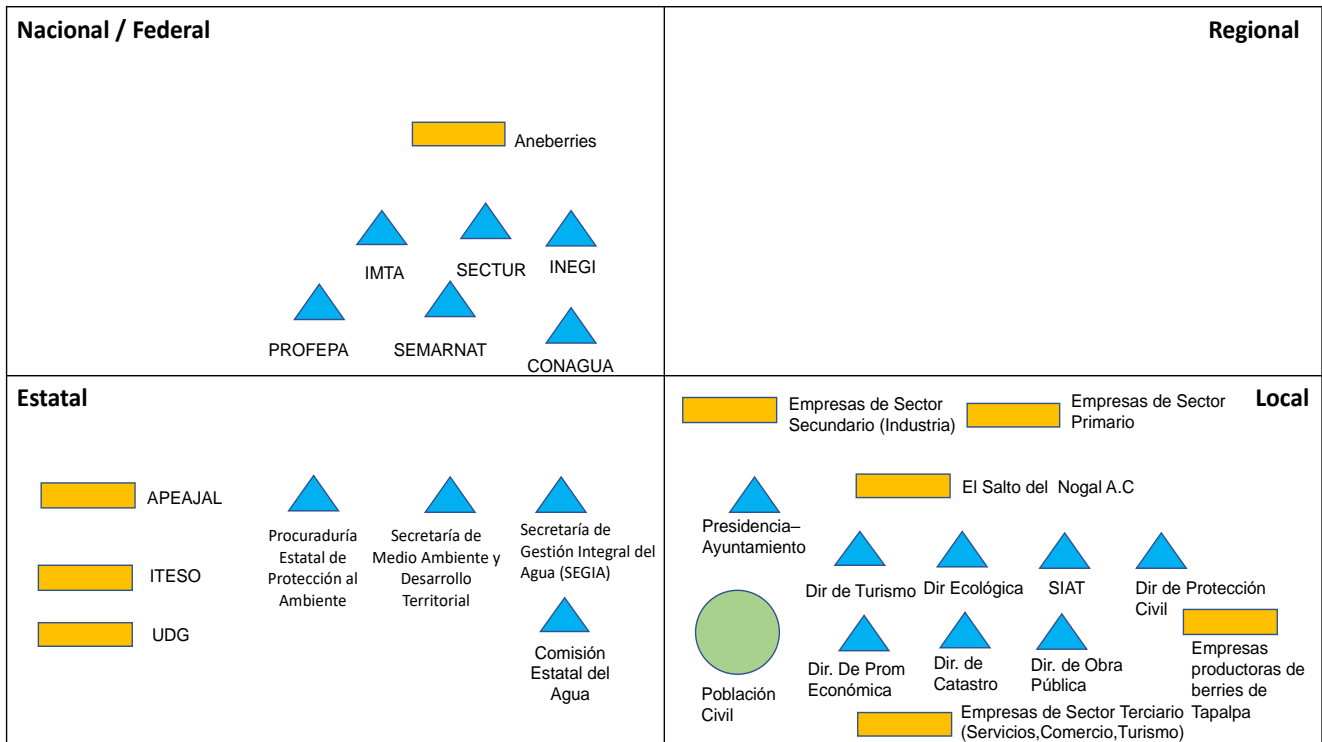 Nacional / Federal
Regional
Aneberries
IMTA
SECTUR
INEGI
PROFEPA
SEMARNAT
CONAGUA
Estatal
APEAJAL
ITESO
UDG
Procuraduría
Estatal de
Protección al
Ambiente
Secretaría de
Medio Ambiente y
Desarrollo
Territorial
Secretaría de
Gestión Integral del
Agua (SEGIA)
Comisión
Estatal del
Agua
Local
Empresas de Sector
Secundario (Industria)
Empresas de Sector
Primario
El Salto del Nogal A.C
Presidencia–
Ayuntamiento
Dir de Turismo
Dir Ecológica
SIAT
Dir de Protección
Civil
Población
Civil
Dir. De Prom
Económica
Dir. de
Catastro
Dir. de Obra
Pública
Empresas
productoras de
berries de
Tapalpa
Empresas de Sector Terciario
(Servicios,Comercio,Turismo)